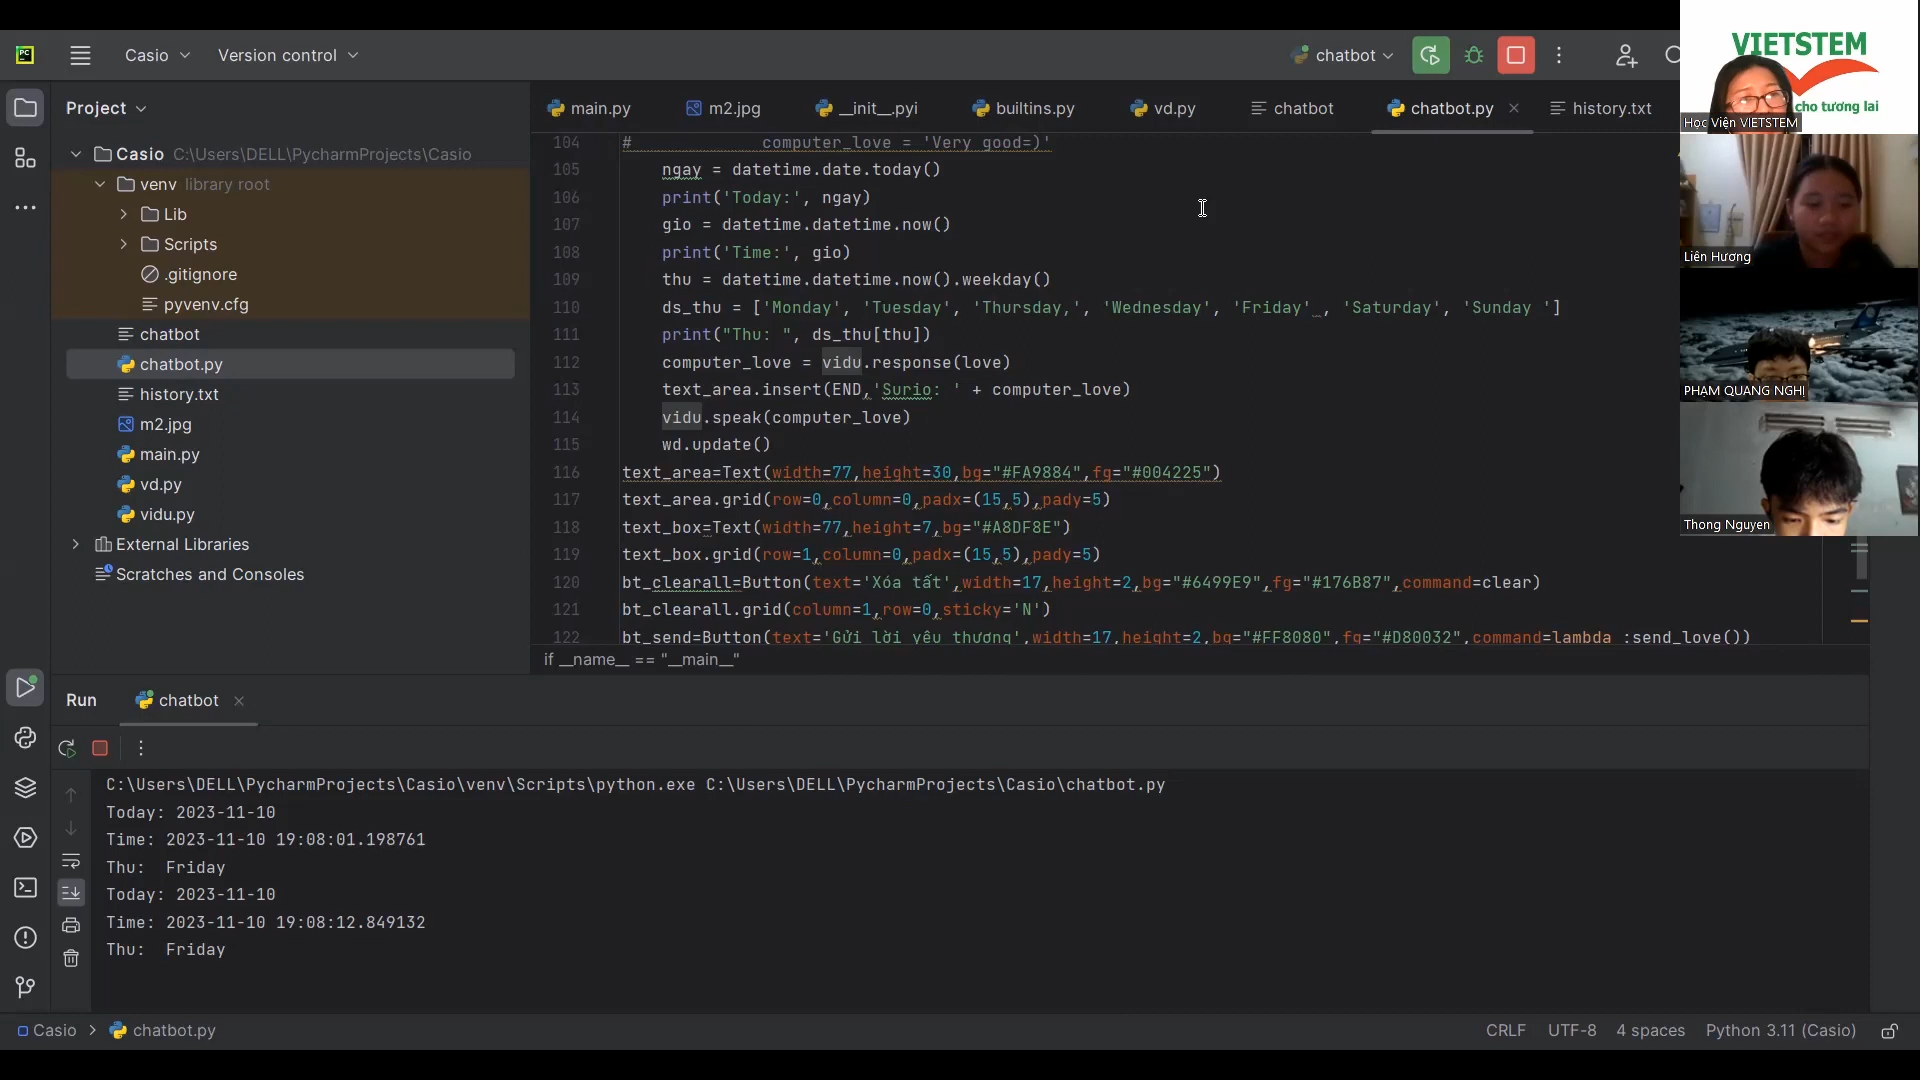 Casio
Version control
chatbot
VIETSTEM
cho tương lai
Học Viện VIETSTEM
Project
main.py
m2.jpg
__init__.pyi
builtins.py
vd.py
chatbot
chatbot.py
history.txt
Casio C:\Users\DELL\PycharmProjects\Casio
venv library root
Lib
Scripts
.gitignore
pyvenv.cfg
chatbot
chatbot.py
history.txt
m2.jpg
main.py
vd.py
vidu.py
External Libraries
Scratches and Consoles
104 # computer_love = 'Very good=)'
105 ngay = datetime.date.today()
106 print('Today:', ngay)
107 gio = datetime.datetime.now()
108 print('Time:', gio)
109 thu = datetime.datetime.now().weekday()
110 ds_thu = ['Monday', 'Tuesday', 'Thursday,', 'Wednesday', 'Friday' , 'Saturday', 'Sunday ']
111 print("Thu: ", ds_thu[thu])
112 computer_love = vidu.response(love)
113 text_area.insert(END,'Surio: ' + computer_love)
114 vidu.speak(computer_love)
115 wd.update()
116 text_area=Text(width=77,height=30,bg="#FA9884",fg="#004225")
117 text_area.grid(row=0,column=0,padx=(15,5),pady=5)
118 text_box=Text(width=77,height=7,bg="#A8DF8E")
119 text_box.grid(row=1,column=0,padx=(15,5),pady=5)
120 bt_clearall=Button(text='Xóa tất',width=17,height=2,bg="#6499E9",fg="#176B87",command=clear)
121 bt_clearall.grid(column=1,row=0,sticky='N')
122 bt_send=Button(text='Gửi lời yêu thương',width=17,height=2,bg="#FF8080",fg="#D80032",command=lambda :send_love())
if __name__ == "__main__"
Liên Hương
PHẠM QUANG NGHỊ
Thong Nguyen
Run
chatbot
C:\Users\DELL\PycharmProjects\Casio\venv\Scripts\python.exe C:\Users\DELL\PycharmProjects\Casio\chatbot.py
Today: 2023-11-10
Time: 2023-11-10 19:08:01.198761
Thu:  Friday
Today: 2023-11-10
Time: 2023-11-10 19:08:12.849132
Thu:  Friday
Casio
chatbot.py
CRLF
UTF-8
4 spaces
Python 3.11 (Casio)